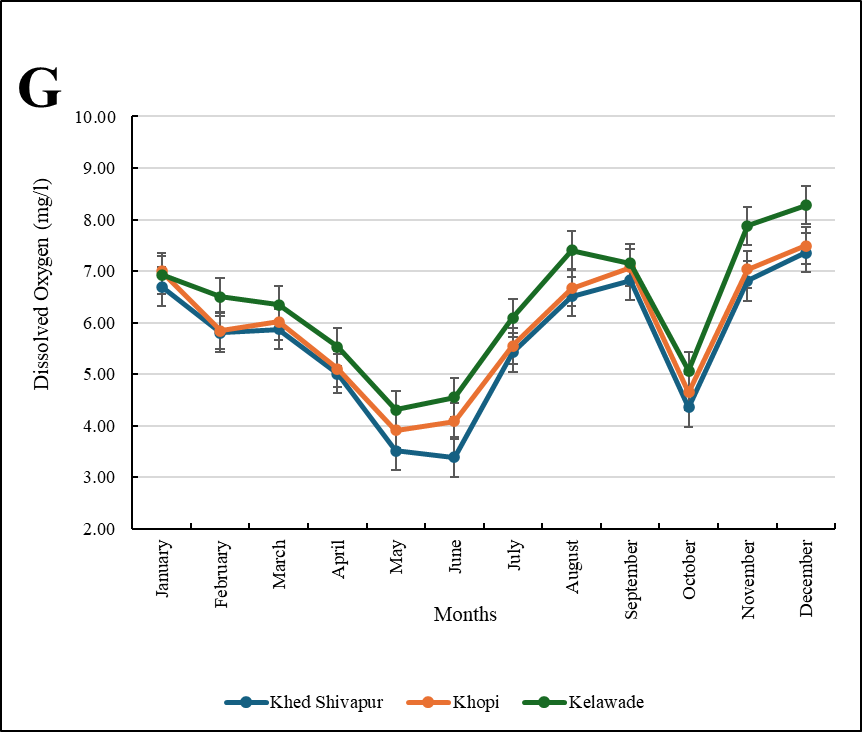 G
10.00
9.00
8.00
7.00
6.00
5.00
4.00
3.00
2.00
Dissolved Oxygen (mg/l)
January
February
March
April
May
June
July
August
September
October
November
December
Months
Khed Shivapur
Khopi
Kelawade